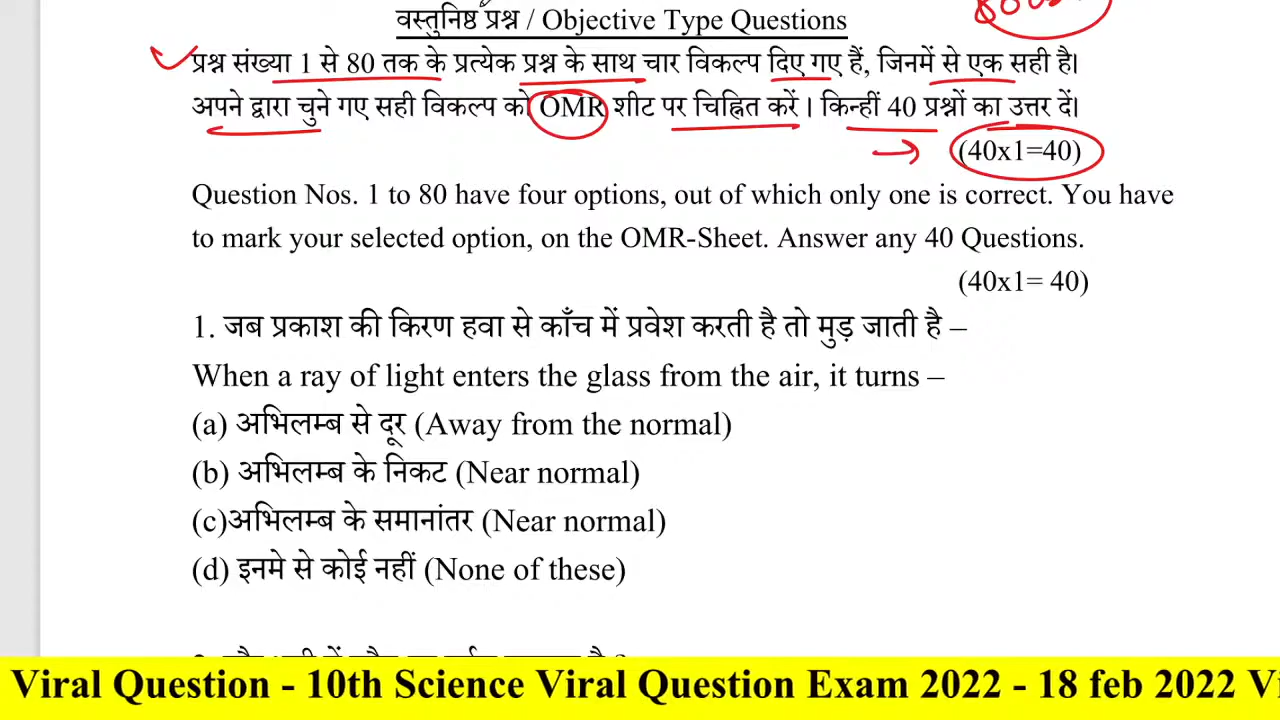 वस्तुनिष्ठ प्रश्न / Objective Type Questions
प्रश्न संख्या 1 से 80 तक के प्रत्येक प्रश्न के साथ चार विकल्प दिए गए हैं, जिनमें से एक सही है।
अपने द्वारा चुने गए सही विकल्प को OMR शीट पर चिह्नित करें। किन्हीं 40 प्रश्नों का उत्तर दें।
(40x1=40)
Question Nos. 1 to 80 have four options, out of which only one is correct. You have
to mark your selected option, on the OMR-Sheet. Answer any 40 Questions.
(40x1= 40)
1. जब प्रकाश की किरण हवा से काँच में प्रवेश करती है तो मुड़ जाती है –
When a ray of light enters the glass from the air, it turns –
(a) अभिलम्ब से दूर (Away from the normal)
(b) अभिलम्ब के निकट (Near normal)
(c)अभिलम्ब के समानांतर (Near normal)
(d) इनमे से कोई नहीं (None of these)
Viral Question - 10th Science Viral Question Exam 2022 - 18 feb 2022 Vi